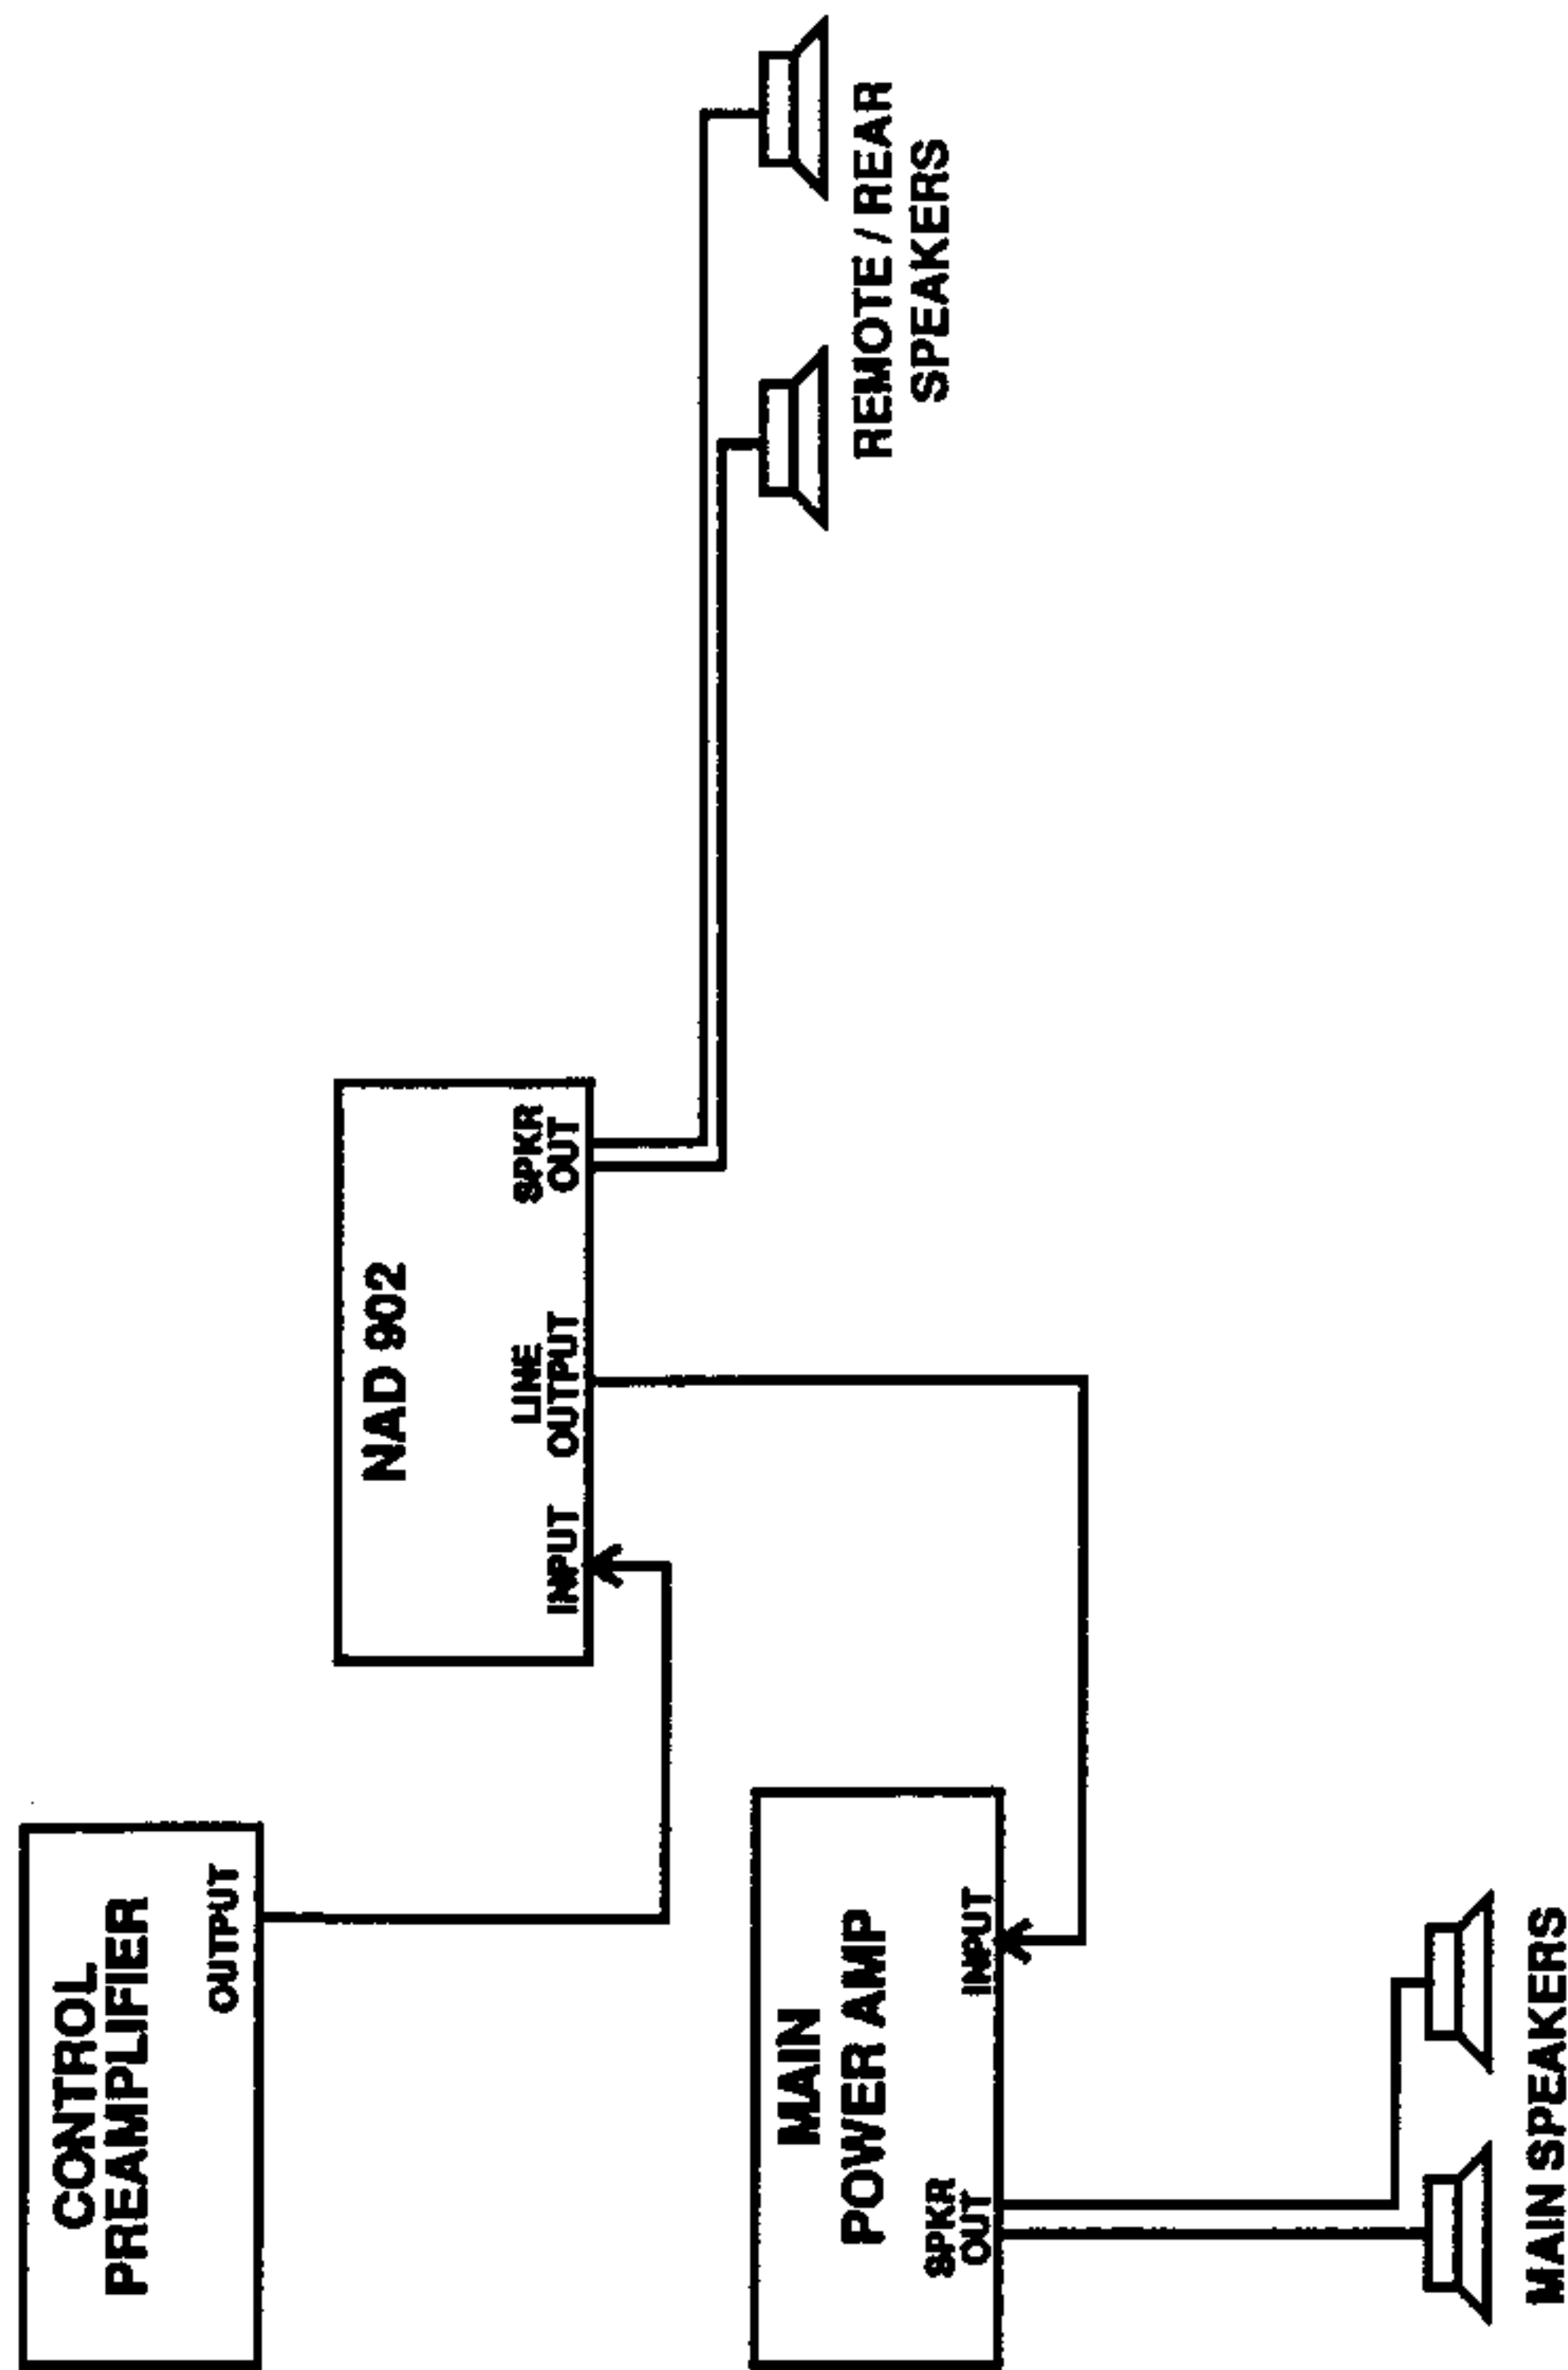 CONTROL
PREAMPLIFIER
OUTPUT
NAD 902
INPUT
LINE
OUTPUT
SPKR
OUT
REMOTE / REAR
SPEAKERS
MAIN
POWER AMP
SPKR
OUT
INPUT
MAIN SPEAKERS